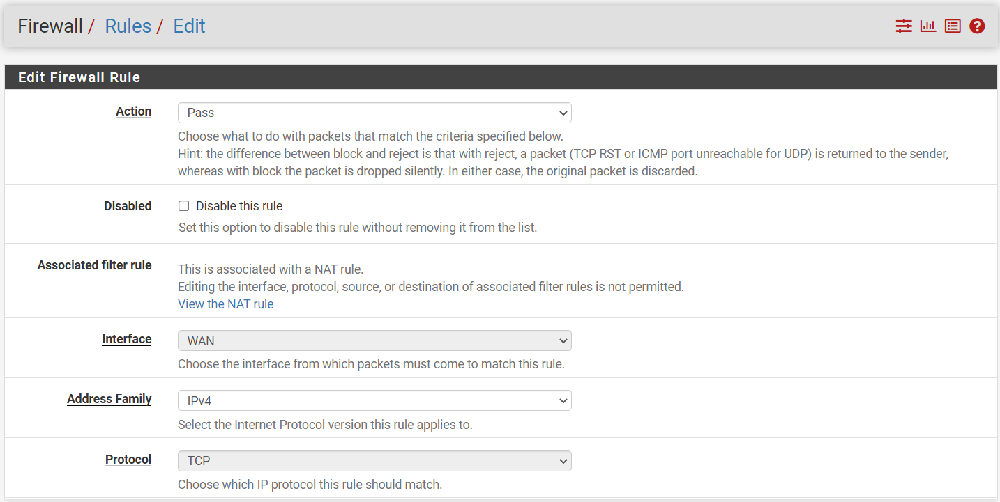 Firewall / Rules / Edit
Edit Firewall Rule
Action
Pass
Choose what to do with packets that match the criteria specified below.
Hint: the difference between block and reject is that with reject, a packet (TCP RST or ICMP port unreachable for UDP) is returned to the sender,
whereas with block the packet is dropped silently. In either case, the original packet is discarded.
Disabled
Disable this rule
Set this option to disable this rule without removing it from the list.
Associated filter rule
This is associated with a NAT rule.
Editing the interface, protocol, source, or destination of associated filter rules is not permitted.
View the NAT rule
Interface
WAN
Choose the interface from which packets must come to match this rule.
Address Family
IPv4
Select the Internet Protocol version this rule applies to.
Protocol
TCP
Choose which IP protocol this rule should match.